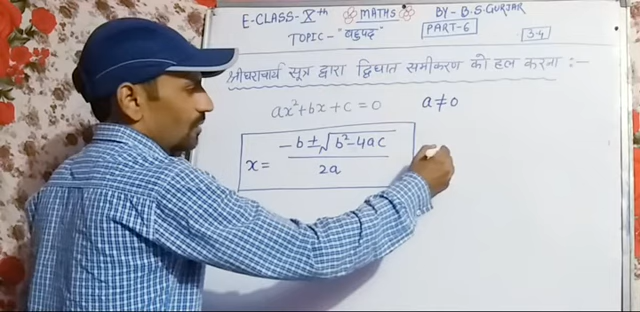 E-CLASS-Xth MATHS BY-B.S.GURJAR
TOPIC-"बहुपद" PART-6 3.4
श्रीधराचार्य सूत्र द्वारा द्विघात समीकरण को हल करना :-
ax²+bx+c=0 a≠0
x= -b±√b²-4ac
2a